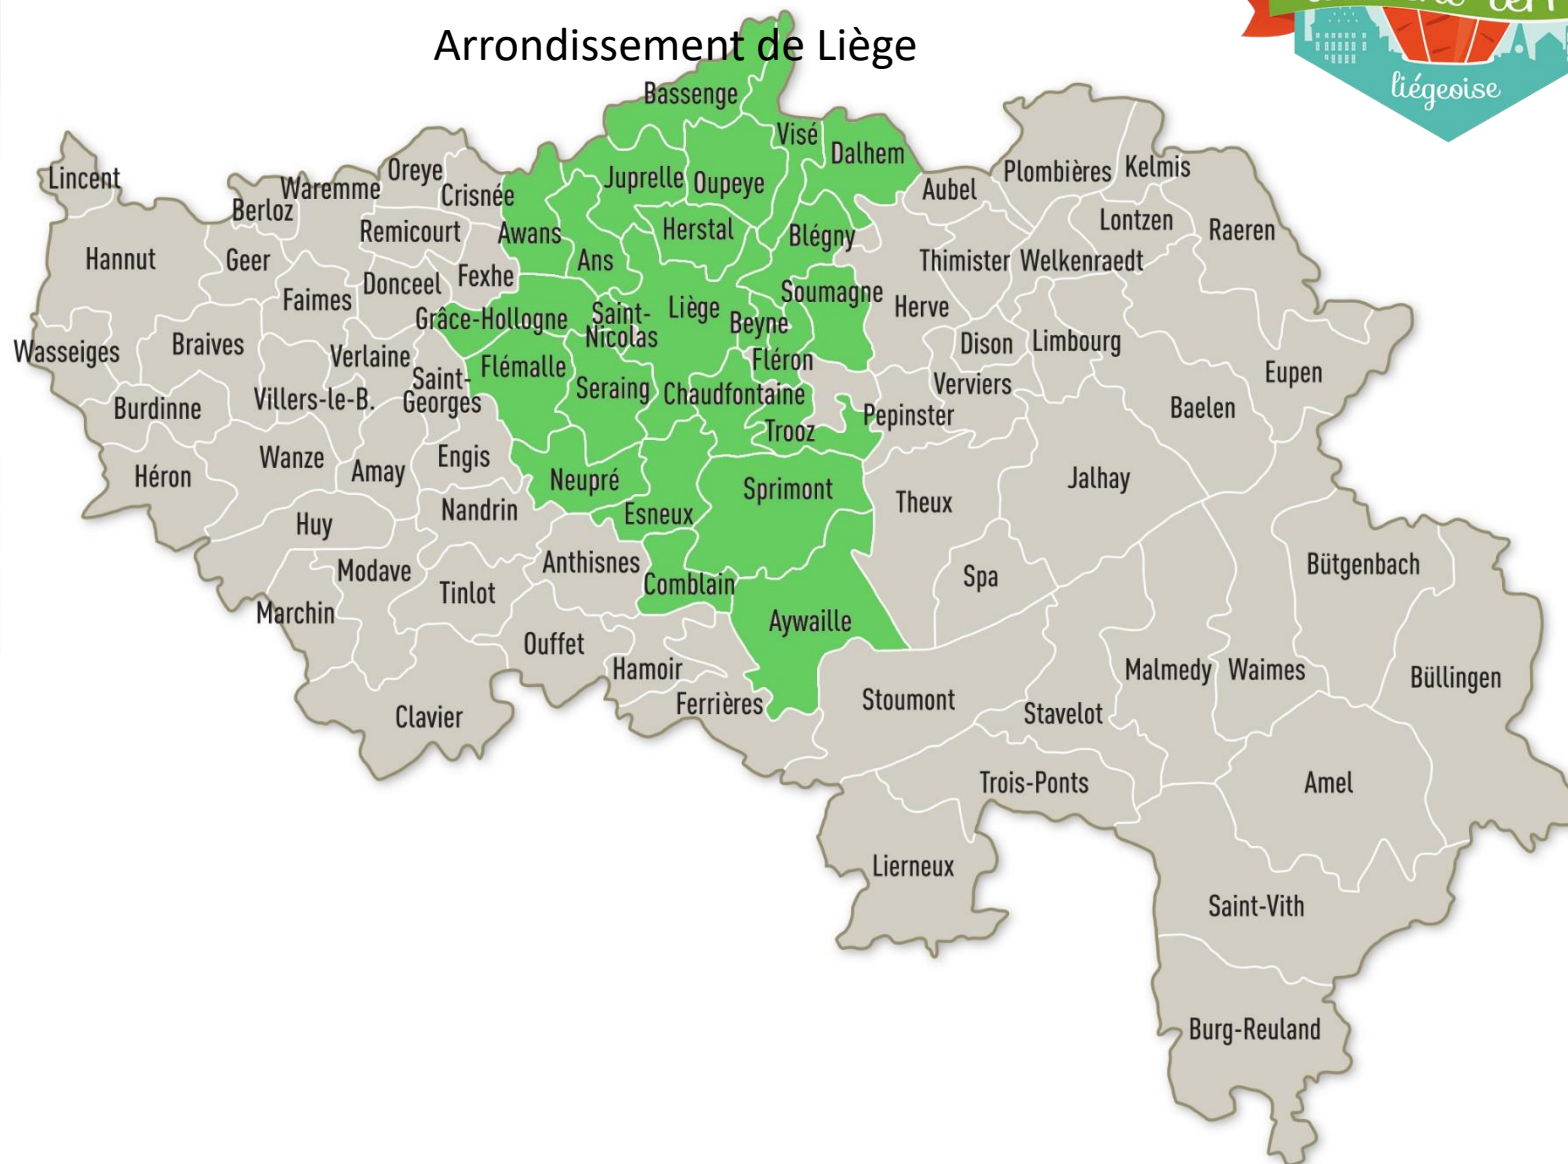 Arrondissement de Liège
liégeoise
Bassenge
Visé
Dalhem
Lincent
Waremme
Oreye
Crisnée
Berloz
Juprelle
Oupeye
Aubel
Plombières
Kelmis
Lontzen
Raeren
Hannut
Geer
Remicourt
Awans
Herstal
Blégny
Ans
Thimister
Welkenraedt
Faimes
Donceel
Fexhe
Soumagne
Herve
Grâce-Hollogne
Saint-
Nicolas
Liège
Beyne
Wasseiges
Braives
Verlaine
Flémalle
Fléron
Dison
Limbourg
Eupen
Burdinne
Villers-le-B.
Saint-
Georges
Seraing
Chaudfontaine
Verviers
Pepinster
Baelen
Trooz
Héron
Wanze
Amay
Engis
Neupré
Sprimont
Theux
Jalhay
Huy
Nandrin
Esneux
Modave
Tinlot
Anthisnes
Comblain
Spa
Bütgenbach
Marchin
Ouffet
Aywaille
Hamoir
Malmedy
Waimes
Büllingen
Clavier
Ferrières
Stoumont
Stavelot
Trois-Ponts
Amel
Lierneux
Saint-Vith
Burg-Reuland